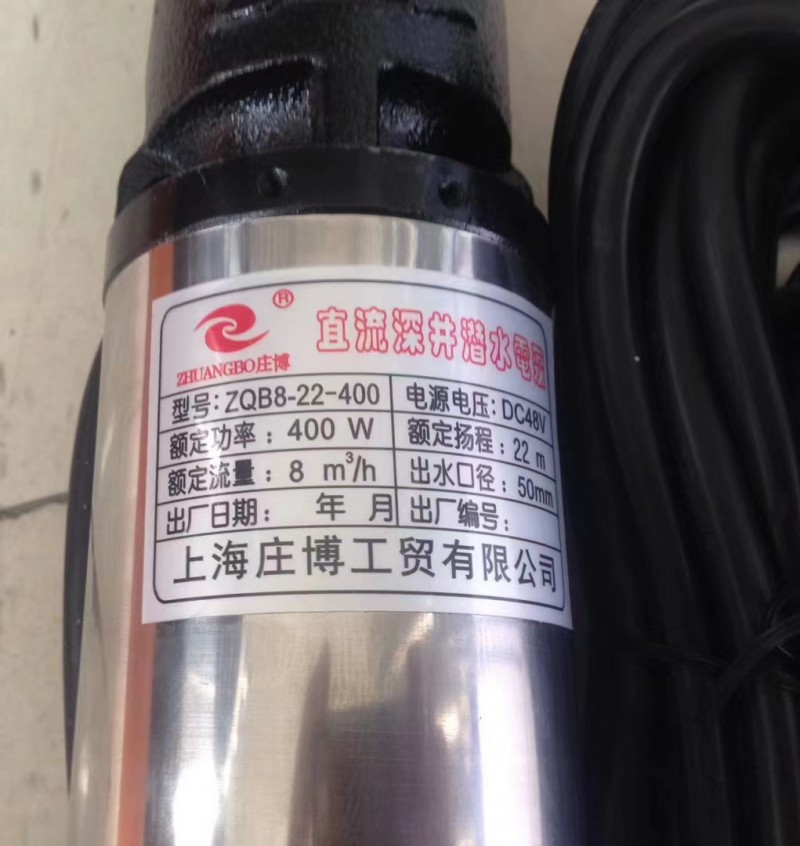 ®
直流深井潜水電泵
ZHUANGBO庄博
型号:ZQB8-22-400 电源电压:DC48V
额定功率:400 W 额定扬程:22 m
额定流量:8 m³/h 出水口径:50mm
出厂日期: 年 月 出厂编号:
上海庄博工贸有限公司